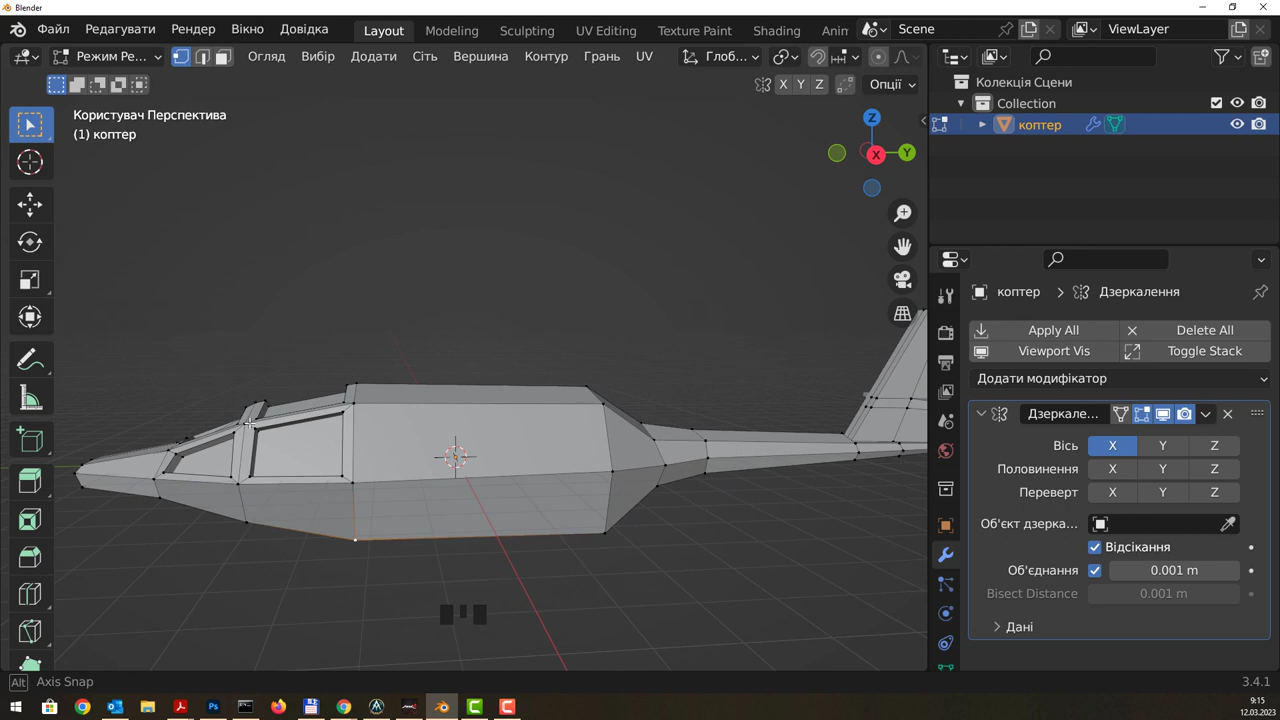 Blender
Файл Редагувати Рендер Вікно Довідка Layout Modeling Sculpting UV Editing Texture Paint Shading Anin Scene ViewLayer
Режим Ре... Огляд Вибір Додати Сіть Вершина Контур Грань UV Глоб...
X Y Z Опції
Користувач Перспектива
(1) коптер
Z
X Y
Колекція Сцени
Collection
коптер
коптер > Дзеркалення
Apply All Delete All
Viewport Vis Toggle Stack
Додати модифікатор
Дзеркале...
Вісь X Y Z
Половинення X Y Z
Переверт X Y Z
Об'єкт дзерка...
Відсікання
Об'єднання 0.001 m
Bisect Distance 0.001 m
Дані
Alt Axis Snap 3.4.1
9:15
12.03.2023